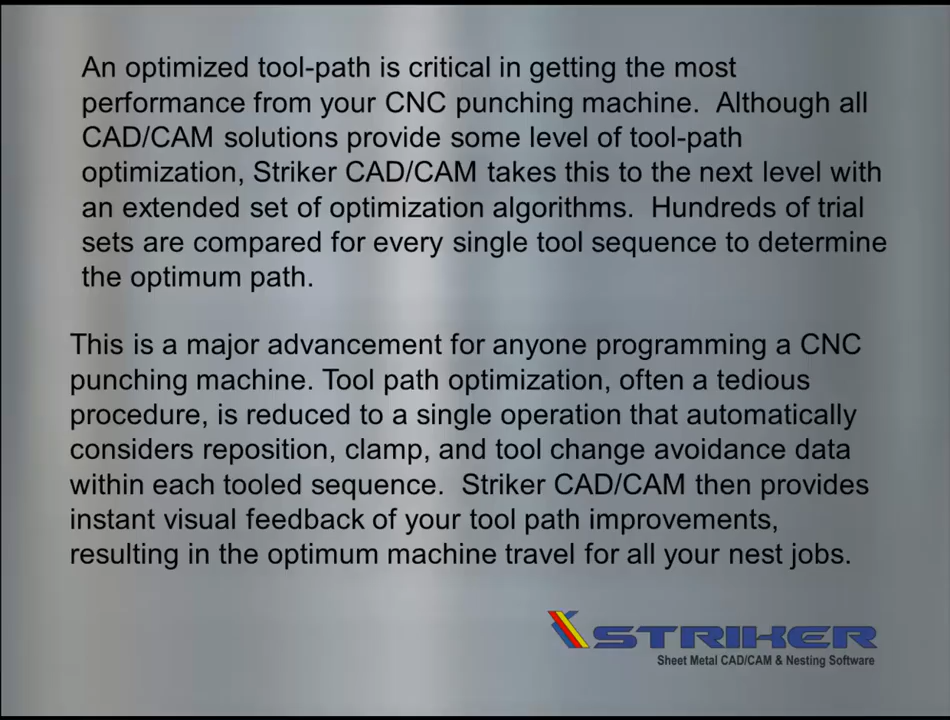 An optimized tool-path is critical in getting the most
performance from your CNC punching machine.  Although all
CAD/CAM solutions provide some level of tool-path
optimization, Striker CAD/CAM takes this to the next level with
an extended set of optimization algorithms.  Hundreds of trial
sets are compared for every single tool sequence to determine
the optimum path.
This is a major advancement for anyone programming a CNC
punching machine. Tool path optimization, often a tedious
procedure, is reduced to a single operation that automatically
considers reposition, clamp, and tool change avoidance data
within each tooled sequence.  Striker CAD/CAM then provides
instant visual feedback of your tool path improvements,
resulting in the optimum machine travel for all your nest jobs.
STRIKER
Sheet Metal CAD/CAM & Nesting Software